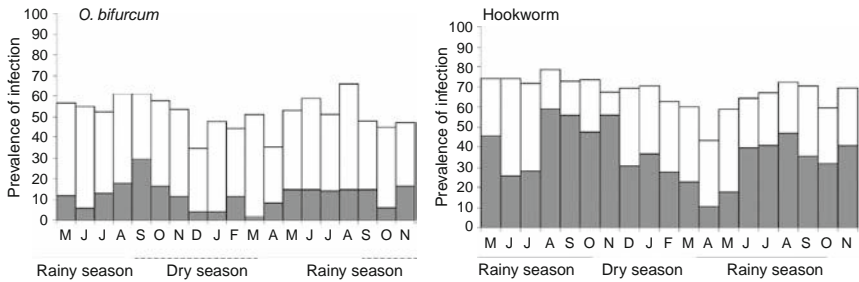 O. bifurcum
Prevalence of infection
100
90
80
70
60
50
40
30
20
10
0
M J J A S O N D J F M A M J J A S O N
Rainy season Dry season Rainy season
Hookworm
Prevalence of infection
100
90
80
70
60
50
40
30
20
10
0
M J J A S O N D J F M A M J J A S O N
Rainy season Dry season Rainy season